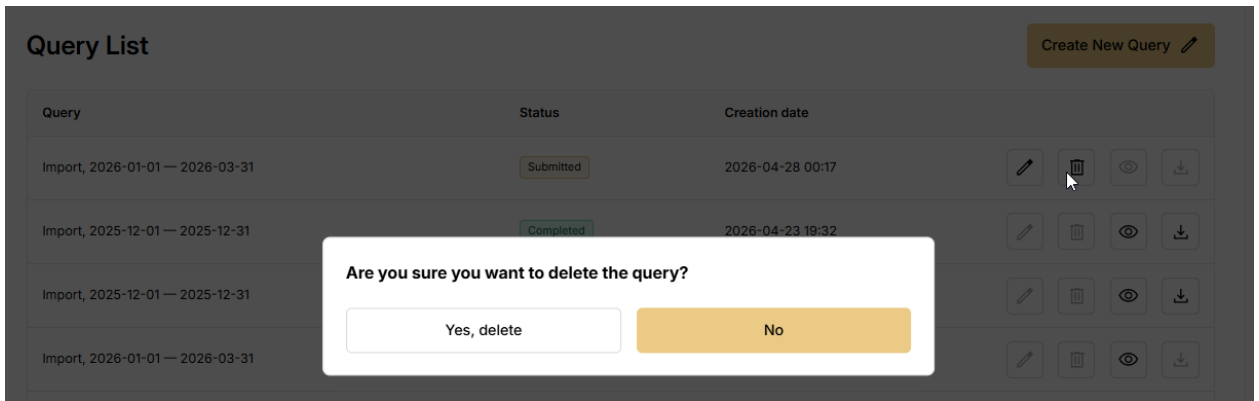 Query List
Create New Query
Query Status Creation date
Import, 2026-01-01 — 2026-03-31 Submitted 2026-04-28 00:17
Import, 2025-12-01 — 2025-12-31 Completed 2026-04-23 19:32
Are you sure you want to delete the query?
Import, 2025-12-01 — 2025-12-31
Yes, delete No
Import, 2026-01-01 — 2026-03-31